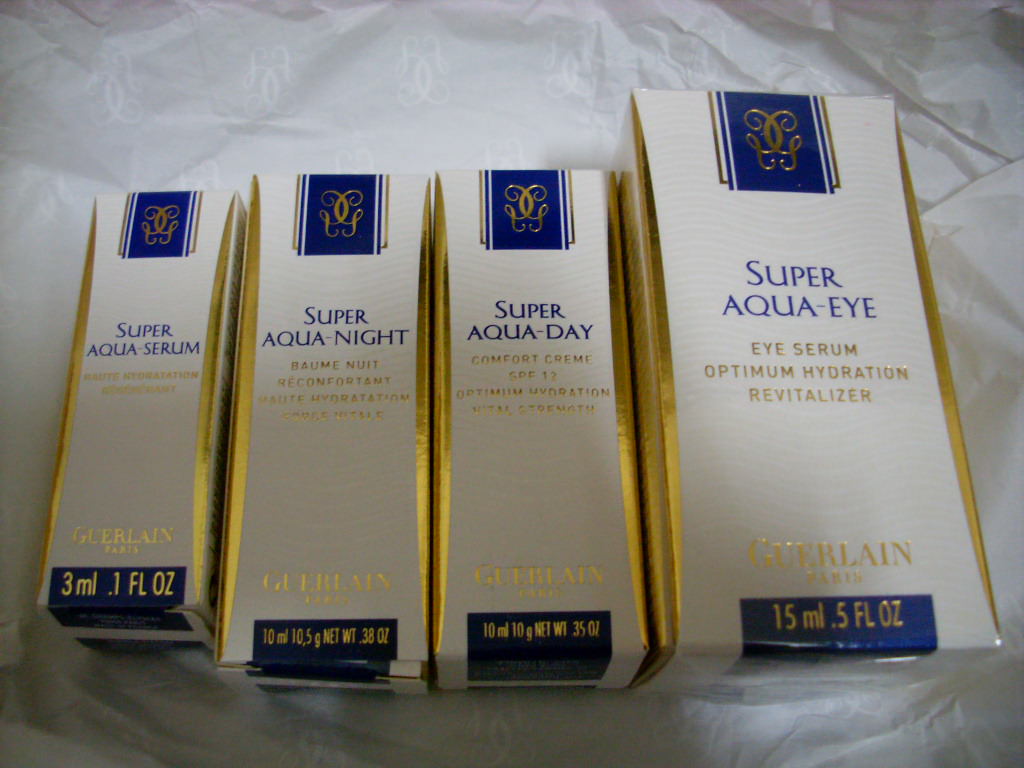 SUPER
AQUA-SERUM
HAUTE HYDRATATION
RÉGÉNÉRANT
GUERLAIN
PARIS
3 ml .1 FL OZ
SUPER
AQUA-NIGHT
BAUME NUIT
RÉCONFORTANT
HAUTE HYDRATATION
FORCE VITALE
GUERLAIN
PARIS
10 ml 10,5 g NET WT .38 OZ
SUPER
AQUA-DAY
COMFORT CREME
SPF 12
OPTIMUM HYDRATION
VITAL STRENGTH
GUERLAIN
PARIS
10 ml 10 g NET WT .35 OZ
SUPER
AQUA-EYE
EYE SERUM
OPTIMUM HYDRATION
REVITALIZER
GUERLAIN
PARIS
15 ml .5 FL OZ